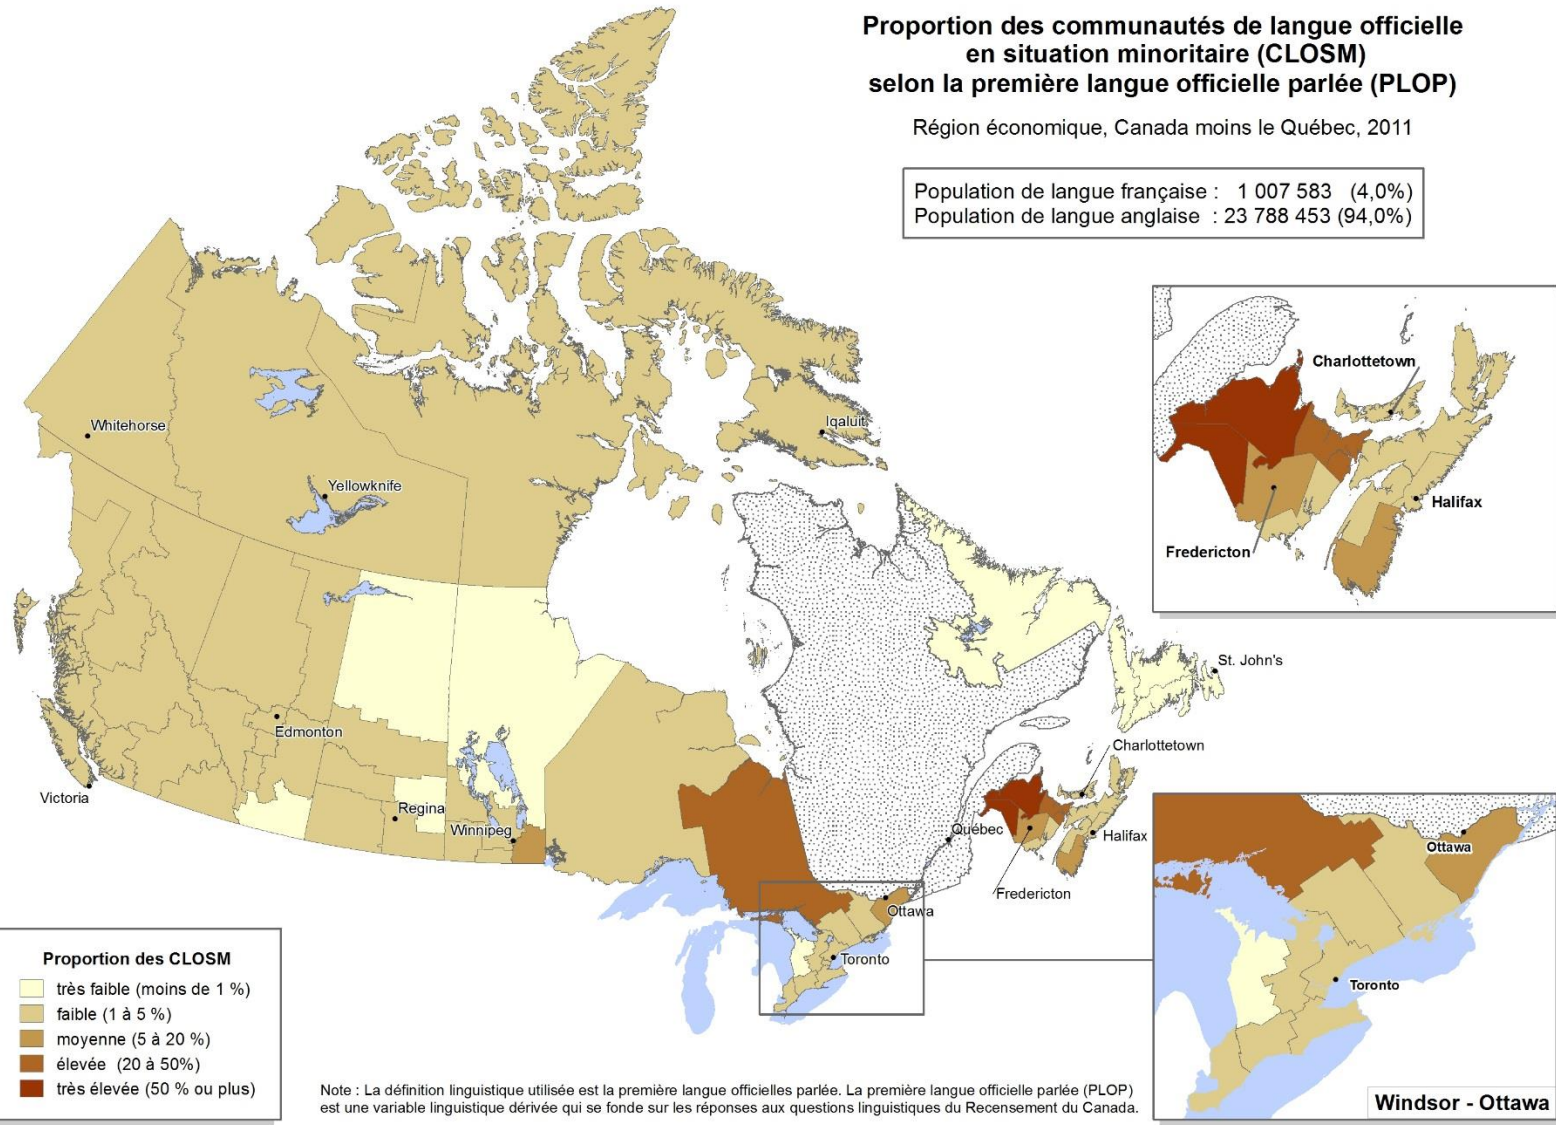 Proportion des communautés de langue officielle
en situation minoritaire (CLOSM)
selon la première langue officielle parlée (PLOP)
Région économique, Canada moins le Québec, 2011
Population de langue française : 1 007 583 (4,0%)
Population de langue anglaise : 23 788 453 (94,0%)
Charlottetown
Halifax
Fredericton
Whitehorse
Iqaluit
Yellowknife
St. John's
Edmonton
Victoria
Regina
Winnipeg
Charlottetown
Québec
Halifax
Fredericton
Ottawa
Toronto
Ottawa
Toronto
Windsor - Ottawa
Proportion des CLOSM
très faible (moins de 1 %)
faible (1 à 5 %)
moyenne (5 à 20 %)
élevée (20 à 50%)
très élevée (50 % ou plus)
Note : La définition linguistique utilisée est la première langue officielles parlée. La première langue officielle parlée (PLOP)
est une variable linguistique dérivée qui se fonde sur les réponses aux questions linguistiques du Recensement du Canada.